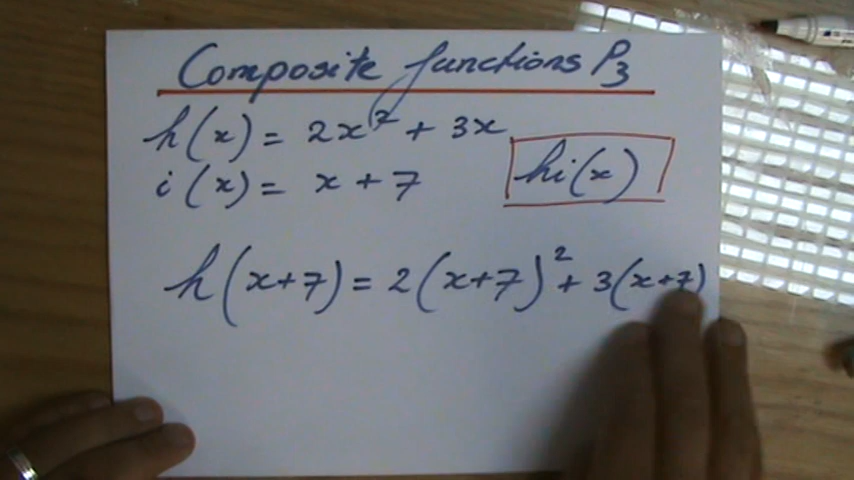 Composite functions P3
h(x) = 2x² + 3x
i(x) = x + 7
hi(x)
h(x+7) = 2(x+7)² + 3(x+7)